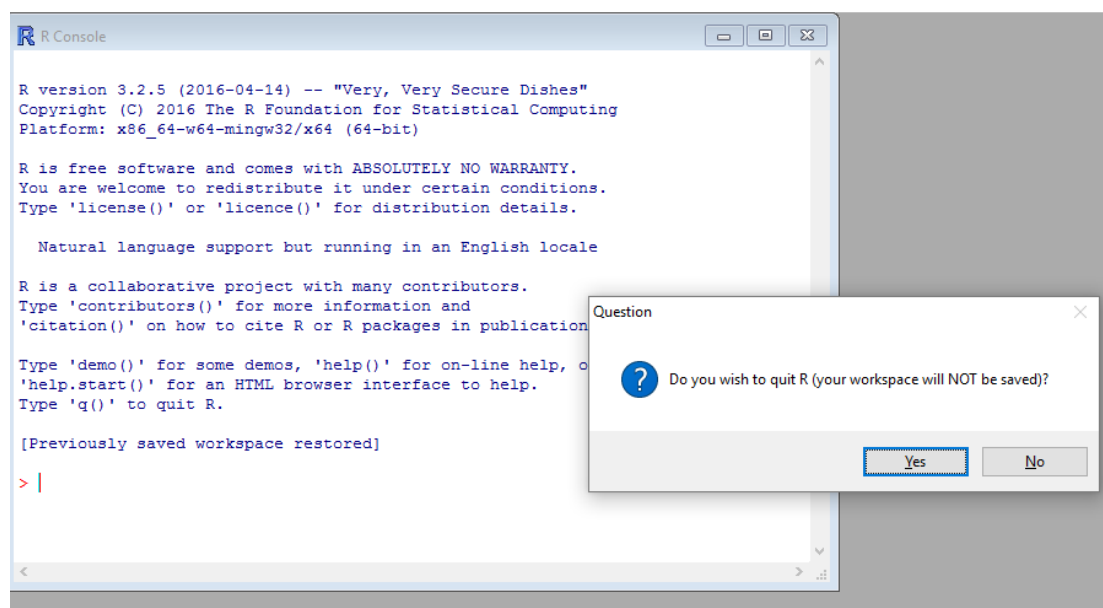 R Console
R version 3.2.5 (2016-04-14) -- "Very, Very Secure Dishes"
Copyright (C) 2016 The R Foundation for Statistical Computing
Platform: x86_64-w64-mingw32/x64 (64-bit)
R is free software and comes with ABSOLUTELY NO WARRANTY.
You are welcome to redistribute it under certain conditions.
Type 'license()' or 'licence()' for distribution details.
Natural language support but running in an English locale
R is a collaborative project with many contributors.
Type 'contributors()' for more information and
'citation()' on how to cite R or R packages in publication
Type 'demo()' for some demos, 'help()' for on-line help, o
'help.start()' for an HTML browser interface to help.
Type 'q()' to quit R.
[Previously saved workspace restored]
>
Question
Do you wish to quit R (your workspace will NOT be saved)?
Yes No